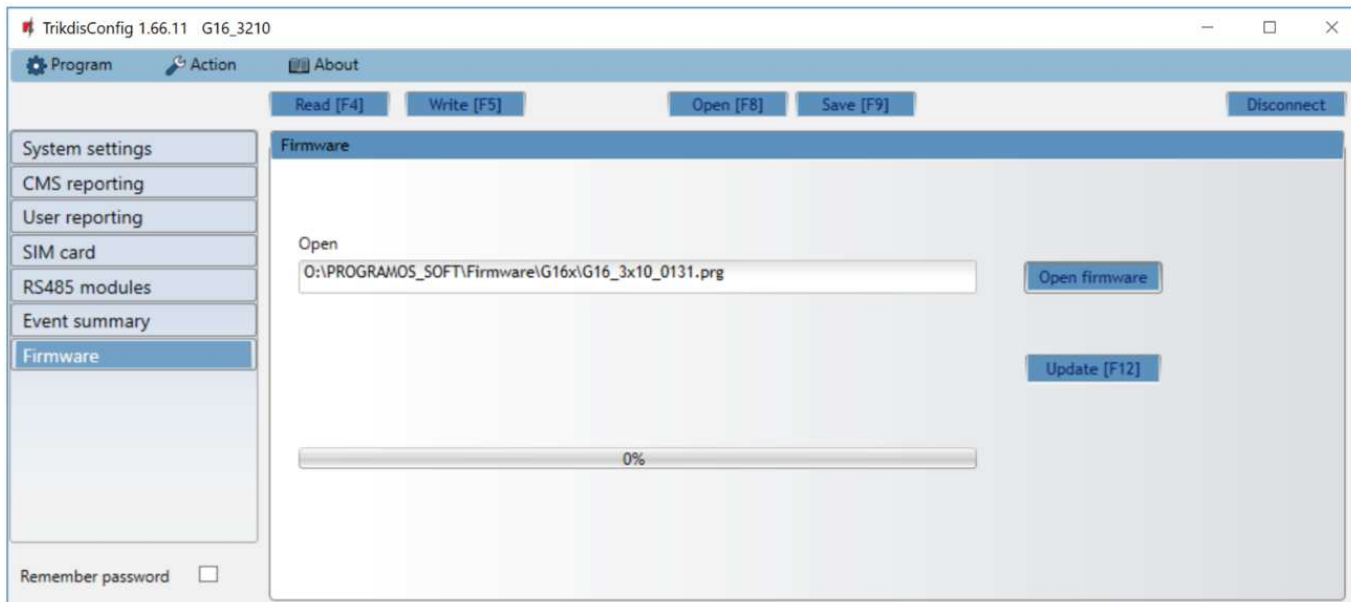 TrikdisConfig 1.66.11 G16_3210
Program Action About
Read [F4] Write [F5] Open [F8] Save [F9] Disconnect
System settings
CMS reporting
User reporting
SIM card
RS485 modules
Event summary
Firmware
Remember password
Firmware
Open
O:\PROGRAMOS_SOFT\Firmware\G16x\G16_3x10_0131.prg
Open firmware
Update [F12]
0%